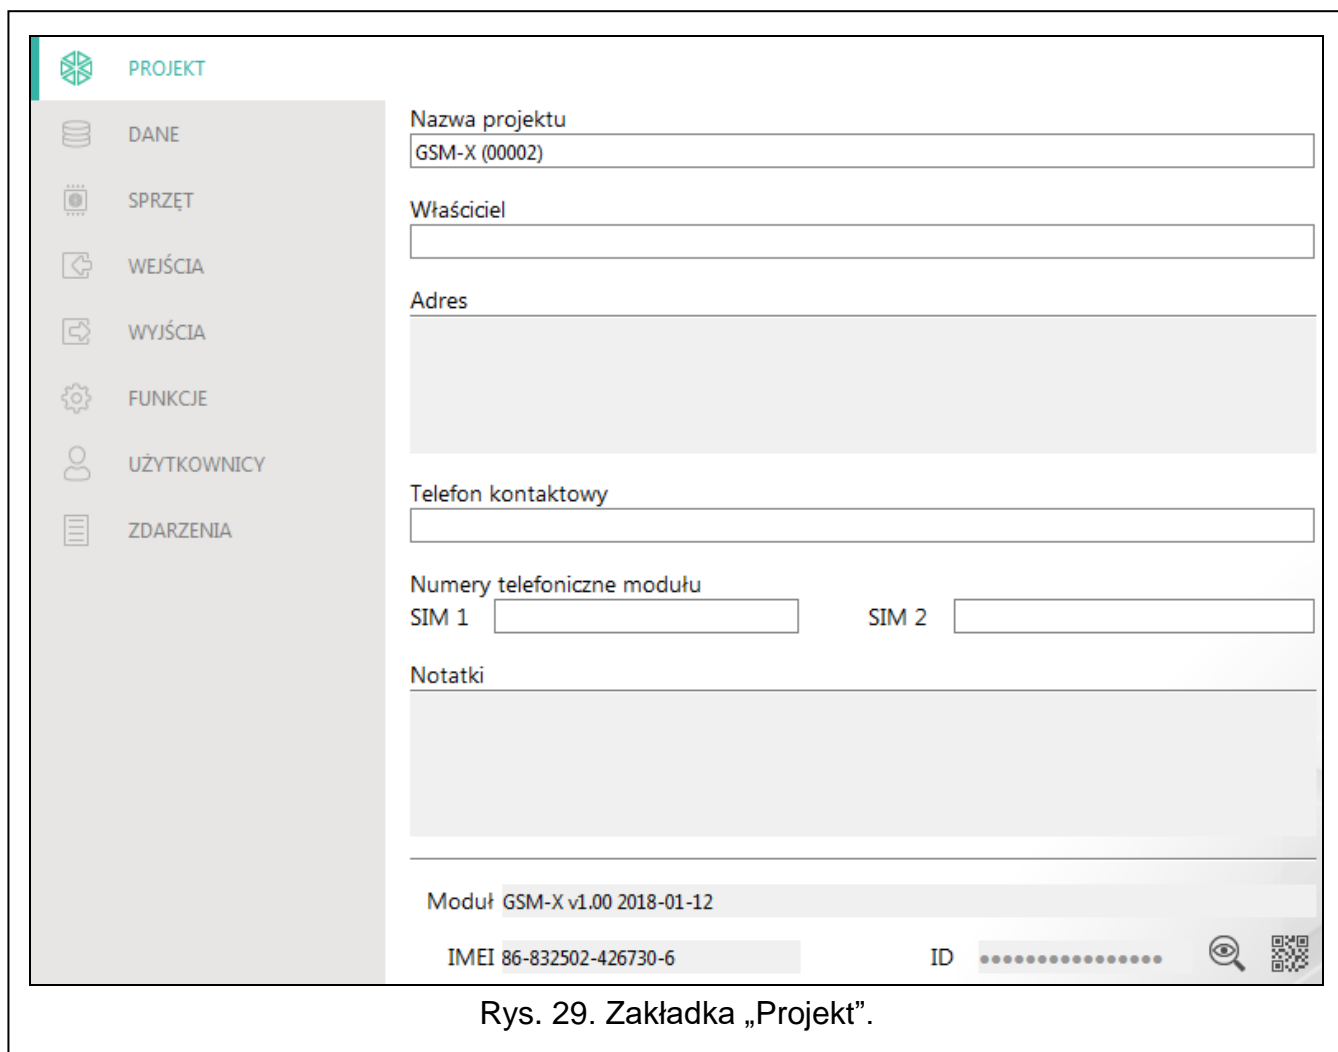 PROJEKT
DANE
SPRZĘT
WEJŚCIA
WYJŚCIA
FUNKCJE
UŻYTKOWNICY
ZDARZENIA
Nazwa projektu
GSM-X (00002)
Właściciel
Adres
Telefon kontaktowy
Numery telefoniczne modułu
SIM 1 SIM 2
Notatki
Moduł GSM-X v1.00 2018-01-12
IMEI 86-832502-426730-6 ID ••••••••••••••••
Rys. 29. Zakładka „Projekt”.